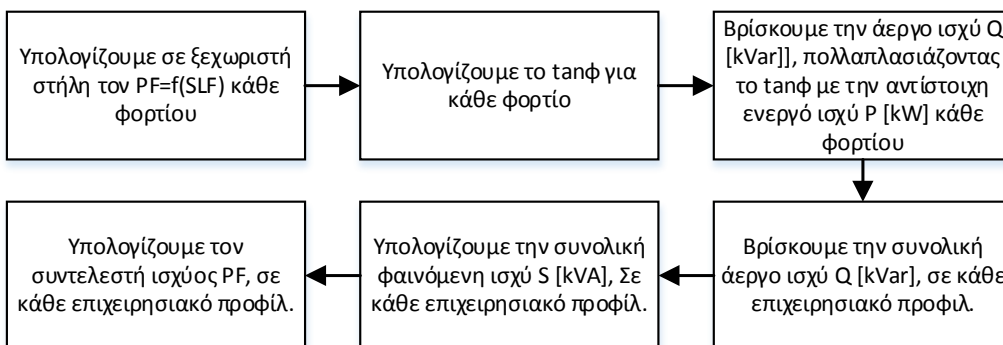 Υπολογίζουμε σε ξεχωριστή
στήλη τον PF=f(SLF) κάθε
φορτίου
Υπολογίζουμε το tanφ για
κάθε φορτίο
Βρίσκουμε την άεργο ισχύ Q
[kVar]], πολλαπλασιάζοντας
το tanφ με την αντίστοιχη
ενεργό ισχύ P [kW] κάθε
φορτίου
Βρίσκουμε την συνολική
άεργο ισχύ Q [kVar], σε κάθε
επιχειρησιακό προφιλ.
Υπολογίζουμε την συνολική
φαινόμενη ισχύ S [kVA], Σε
κάθε επιχειρησιακό προφίλ.
Υπολογίζουμε τον
συντελεστή ισχύος PF, σε
κάθε επιχειρησιακό προφίλ.